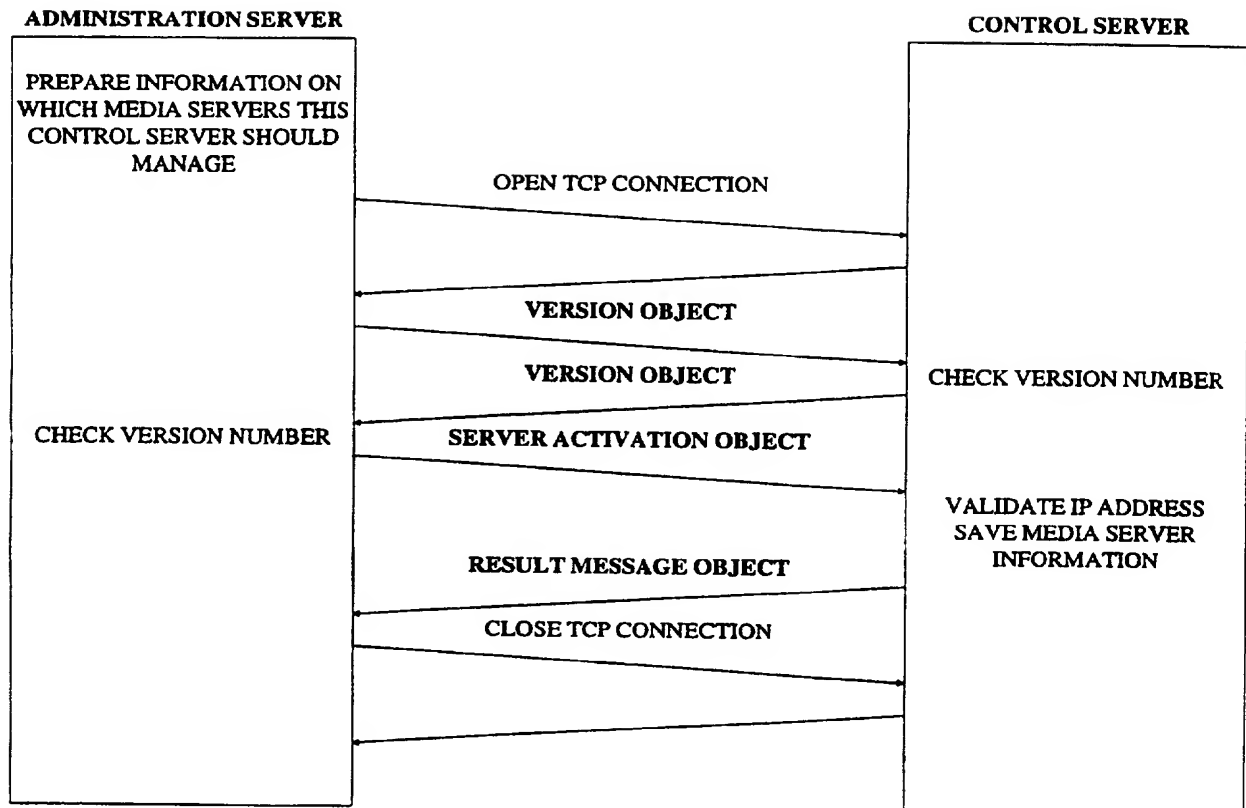 ADMINISTRATION SERVER
CONTROL SERVER
PREPARE INFORMATION ON
WHICH MEDIA SERVERS THIS
CONTROL SERVER SHOULD
MANAGE
OPEN TCP CONNECTION
VERSION OBJECT
VERSION OBJECT
CHECK VERSION NUMBER
CHECK VERSION NUMBER
SERVER ACTIVATION OBJECT
VALIDATE IP ADDRESS
SAVE MEDIA SERVER
INFORMATION
RESULT MESSAGE OBJECT
CLOSE TCP CONNECTION